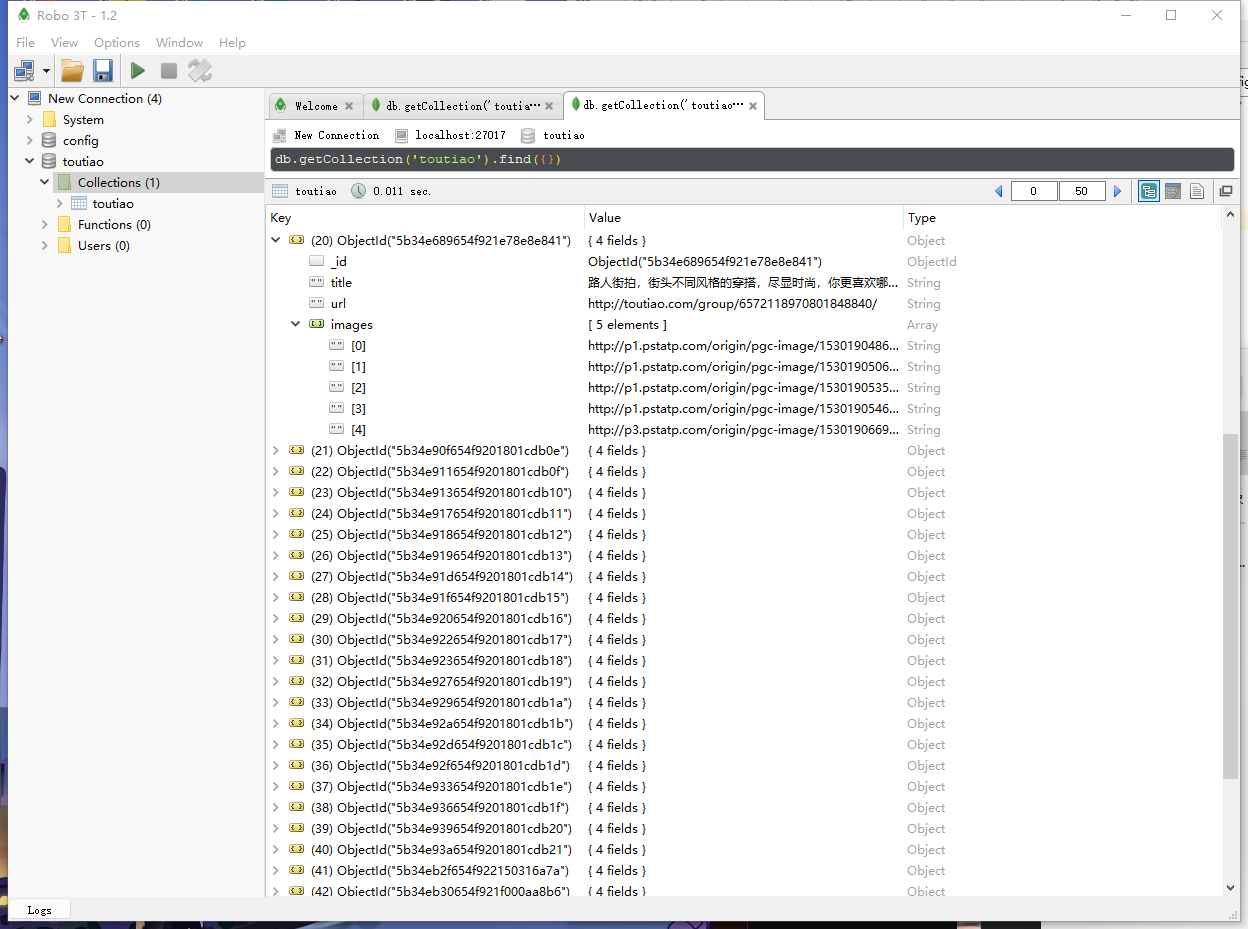 Robo 3T - 1.2
File View Options Window Help
New Connection (4)
System
config
toutiao
Collections (1)
toutiao
Functions (0)
Users (0)
Welcome
db.getCollection('toutia…
db.getCollection('toutiao…
New Connection localhost:27017 toutiao
db.getCollection('toutiao').find({})
toutiao 0.011 sec.
0 50
Key Value Type
(20) ObjectId("5b34e689654f921e78e8e841") { 4 fields } Object
_id ObjectId("5b34e689654f921e78e8e841") ObjectId
title 路人街拍，街头不同风格的穿搭，尽显时尚，你更喜欢哪... String
url http://toutiao.com/group/6572118970801848840/ String
images [ 5 elements ] Array
[0] http://p1.pstatp.com/origin/pgc-image/1530190486... String
[1] http://p1.pstatp.com/origin/pgc-image/1530190506... String
[2] http://p1.pstatp.com/origin/pgc-image/1530190535... String
[3] http://p1.pstatp.com/origin/pgc-image/1530190546... String
[4] http://p3.pstatp.com/origin/pgc-image/1530190669... String
(21) ObjectId("5b34e90f654f9201801cdb0e") { 4 fields } Object
(22) ObjectId("5b34e911654f9201801cdb0f") { 4 fields } Object
(23) ObjectId("5b34e913654f9201801cdb10") { 4 fields } Object
(24) ObjectId("5b34e917654f9201801cdb11") { 4 fields } Object
(25) ObjectId("5b34e918654f9201801cdb12") { 4 fields } Object
(26) ObjectId("5b34e919654f9201801cdb13") { 4 fields } Object
(27) ObjectId("5b34e91d654f9201801cdb14") { 4 fields } Object
(28) ObjectId("5b34e91f654f9201801cdb15") { 4 fields } Object
(29) ObjectId("5b34e920654f9201801cdb16") { 4 fields } Object
(30) ObjectId("5b34e922654f9201801cdb17") { 4 fields } Object
(31) ObjectId("5b34e923654f9201801cdb18") { 4 fields } Object
(32) ObjectId("5b34e927654f9201801cdb19") { 4 fields } Object
(33) ObjectId("5b34e929654f9201801cdb1a") { 4 fields } Object
(34) ObjectId("5b34e92a654f9201801cdb1b") { 4 fields } Object
(35) ObjectId("5b34e92d654f9201801cdb1c") { 4 fields } Object
(36) ObjectId("5b34e92f654f9201801cdb1d") { 4 fields } Object
(37) ObjectId("5b34e933654f9201801cdb1e") { 4 fields } Object
(38) ObjectId("5b34e936654f9201801cdb1f") { 4 fields } Object
(39) ObjectId("5b34e939654f9201801cdb20") { 4 fields } Object
(40) ObjectId("5b34e93a654f9201801cdb21") { 4 fields } Object
(41) ObjectId("5b34eb2f654f922150316a7a") { 4 fields } Object
(42) ObjectId("5b34eb30654f921f000aa8b6") { 4 fields } Object
Logs